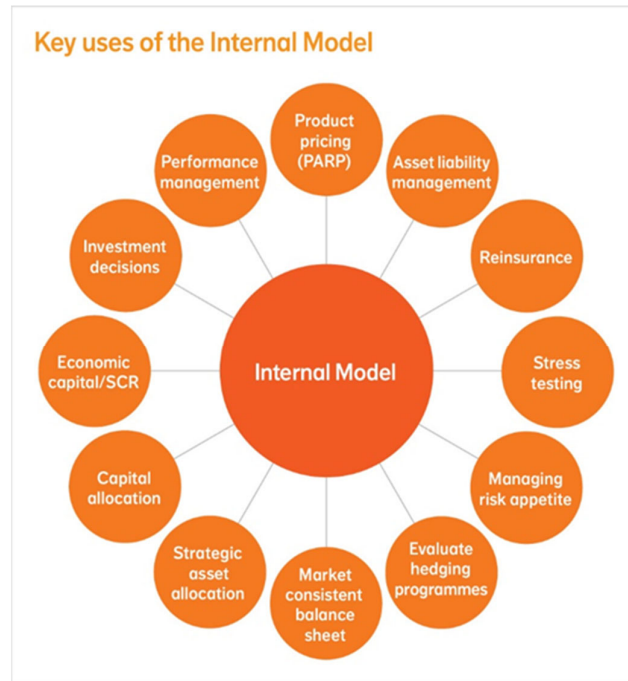 Key uses of the Internal Model
Product
pricing
(PARP)
Asset liability
management
Reinsurance
Stress
testing
Managing
risk appetite
Evaluate
hedging
programmes
Market
consistent
balance
sheet
Strategic
asset
allocation
Capital
allocation
Economic
capital/SCR
Investment
decisions
Performance
management
Internal Model